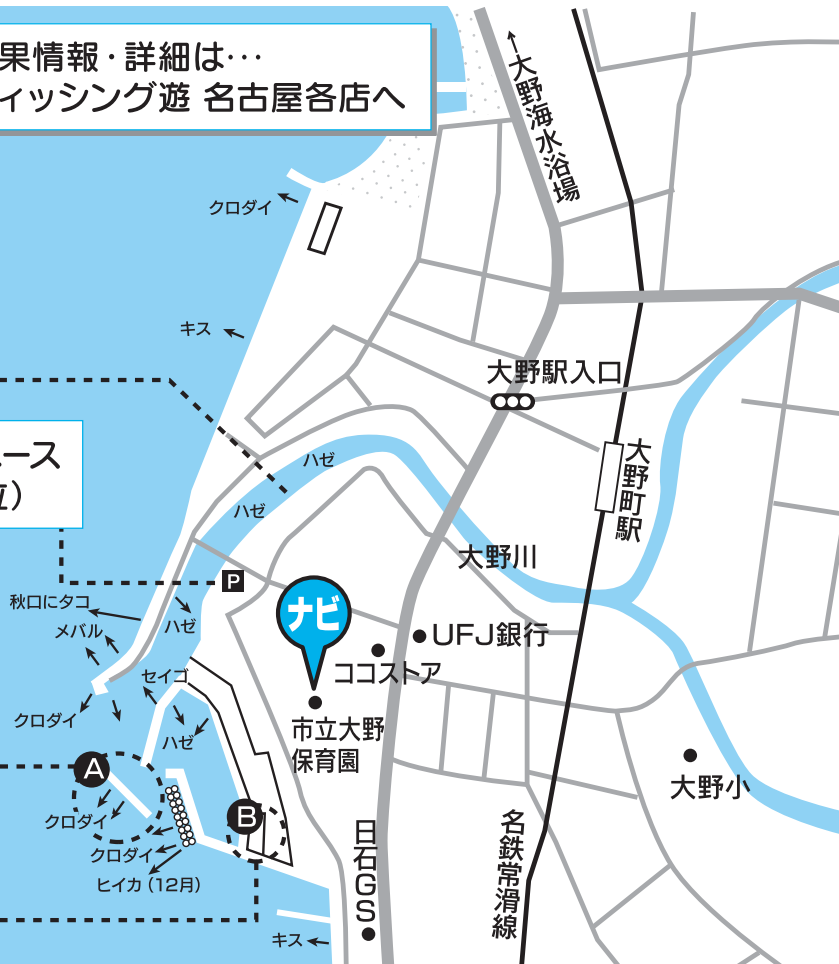 果情報・詳細は…
ィッシング遊 名古屋各店へ
←大野海水浴場
クロダイ
キス
大野駅入口
ハゼ
大野町駅
ース
ハゼ
大野川
P
秋口にタコ
ハゼ
ナビ
メバル
UFJ銀行
ココストア
セイゴ
クロダイ
市立大野
保育園
ハゼ
A
大野小
クロダイ
B
日石GS
名鉄常滑線
クロダイ
ヒイカ（12月）
キス